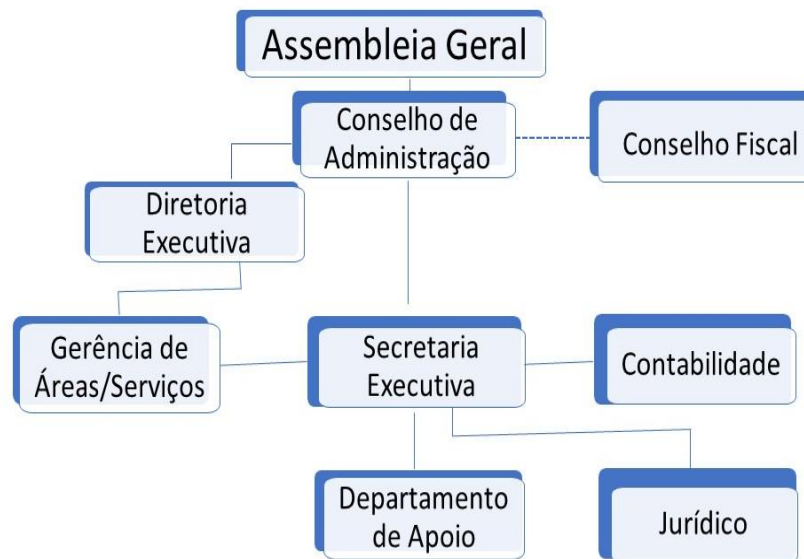 Assembleia Geral
Conselho de
Administração
Conselho Fiscal
Diretoria
Executiva
Gerência de
Áreas/Serviços
Secretaria
Executiva
Contabilidade
Departamento
de Apoio
Jurídico